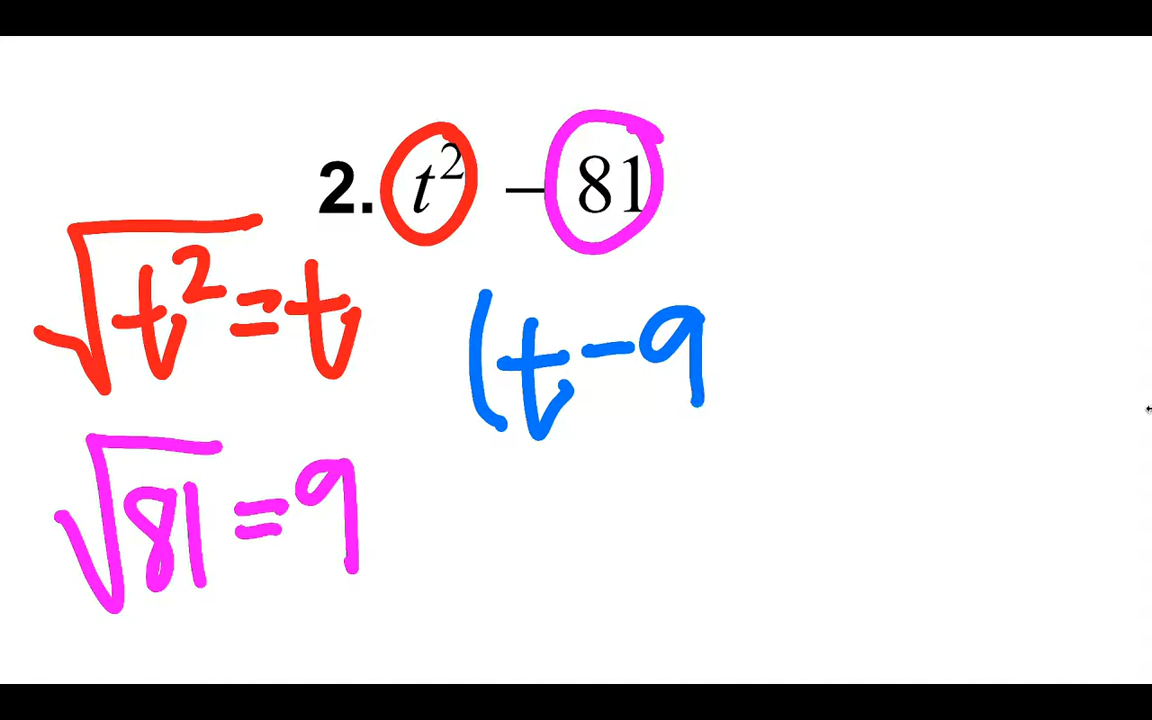 2. t² – 81
√t² = t
(t – 9
√81 = 9